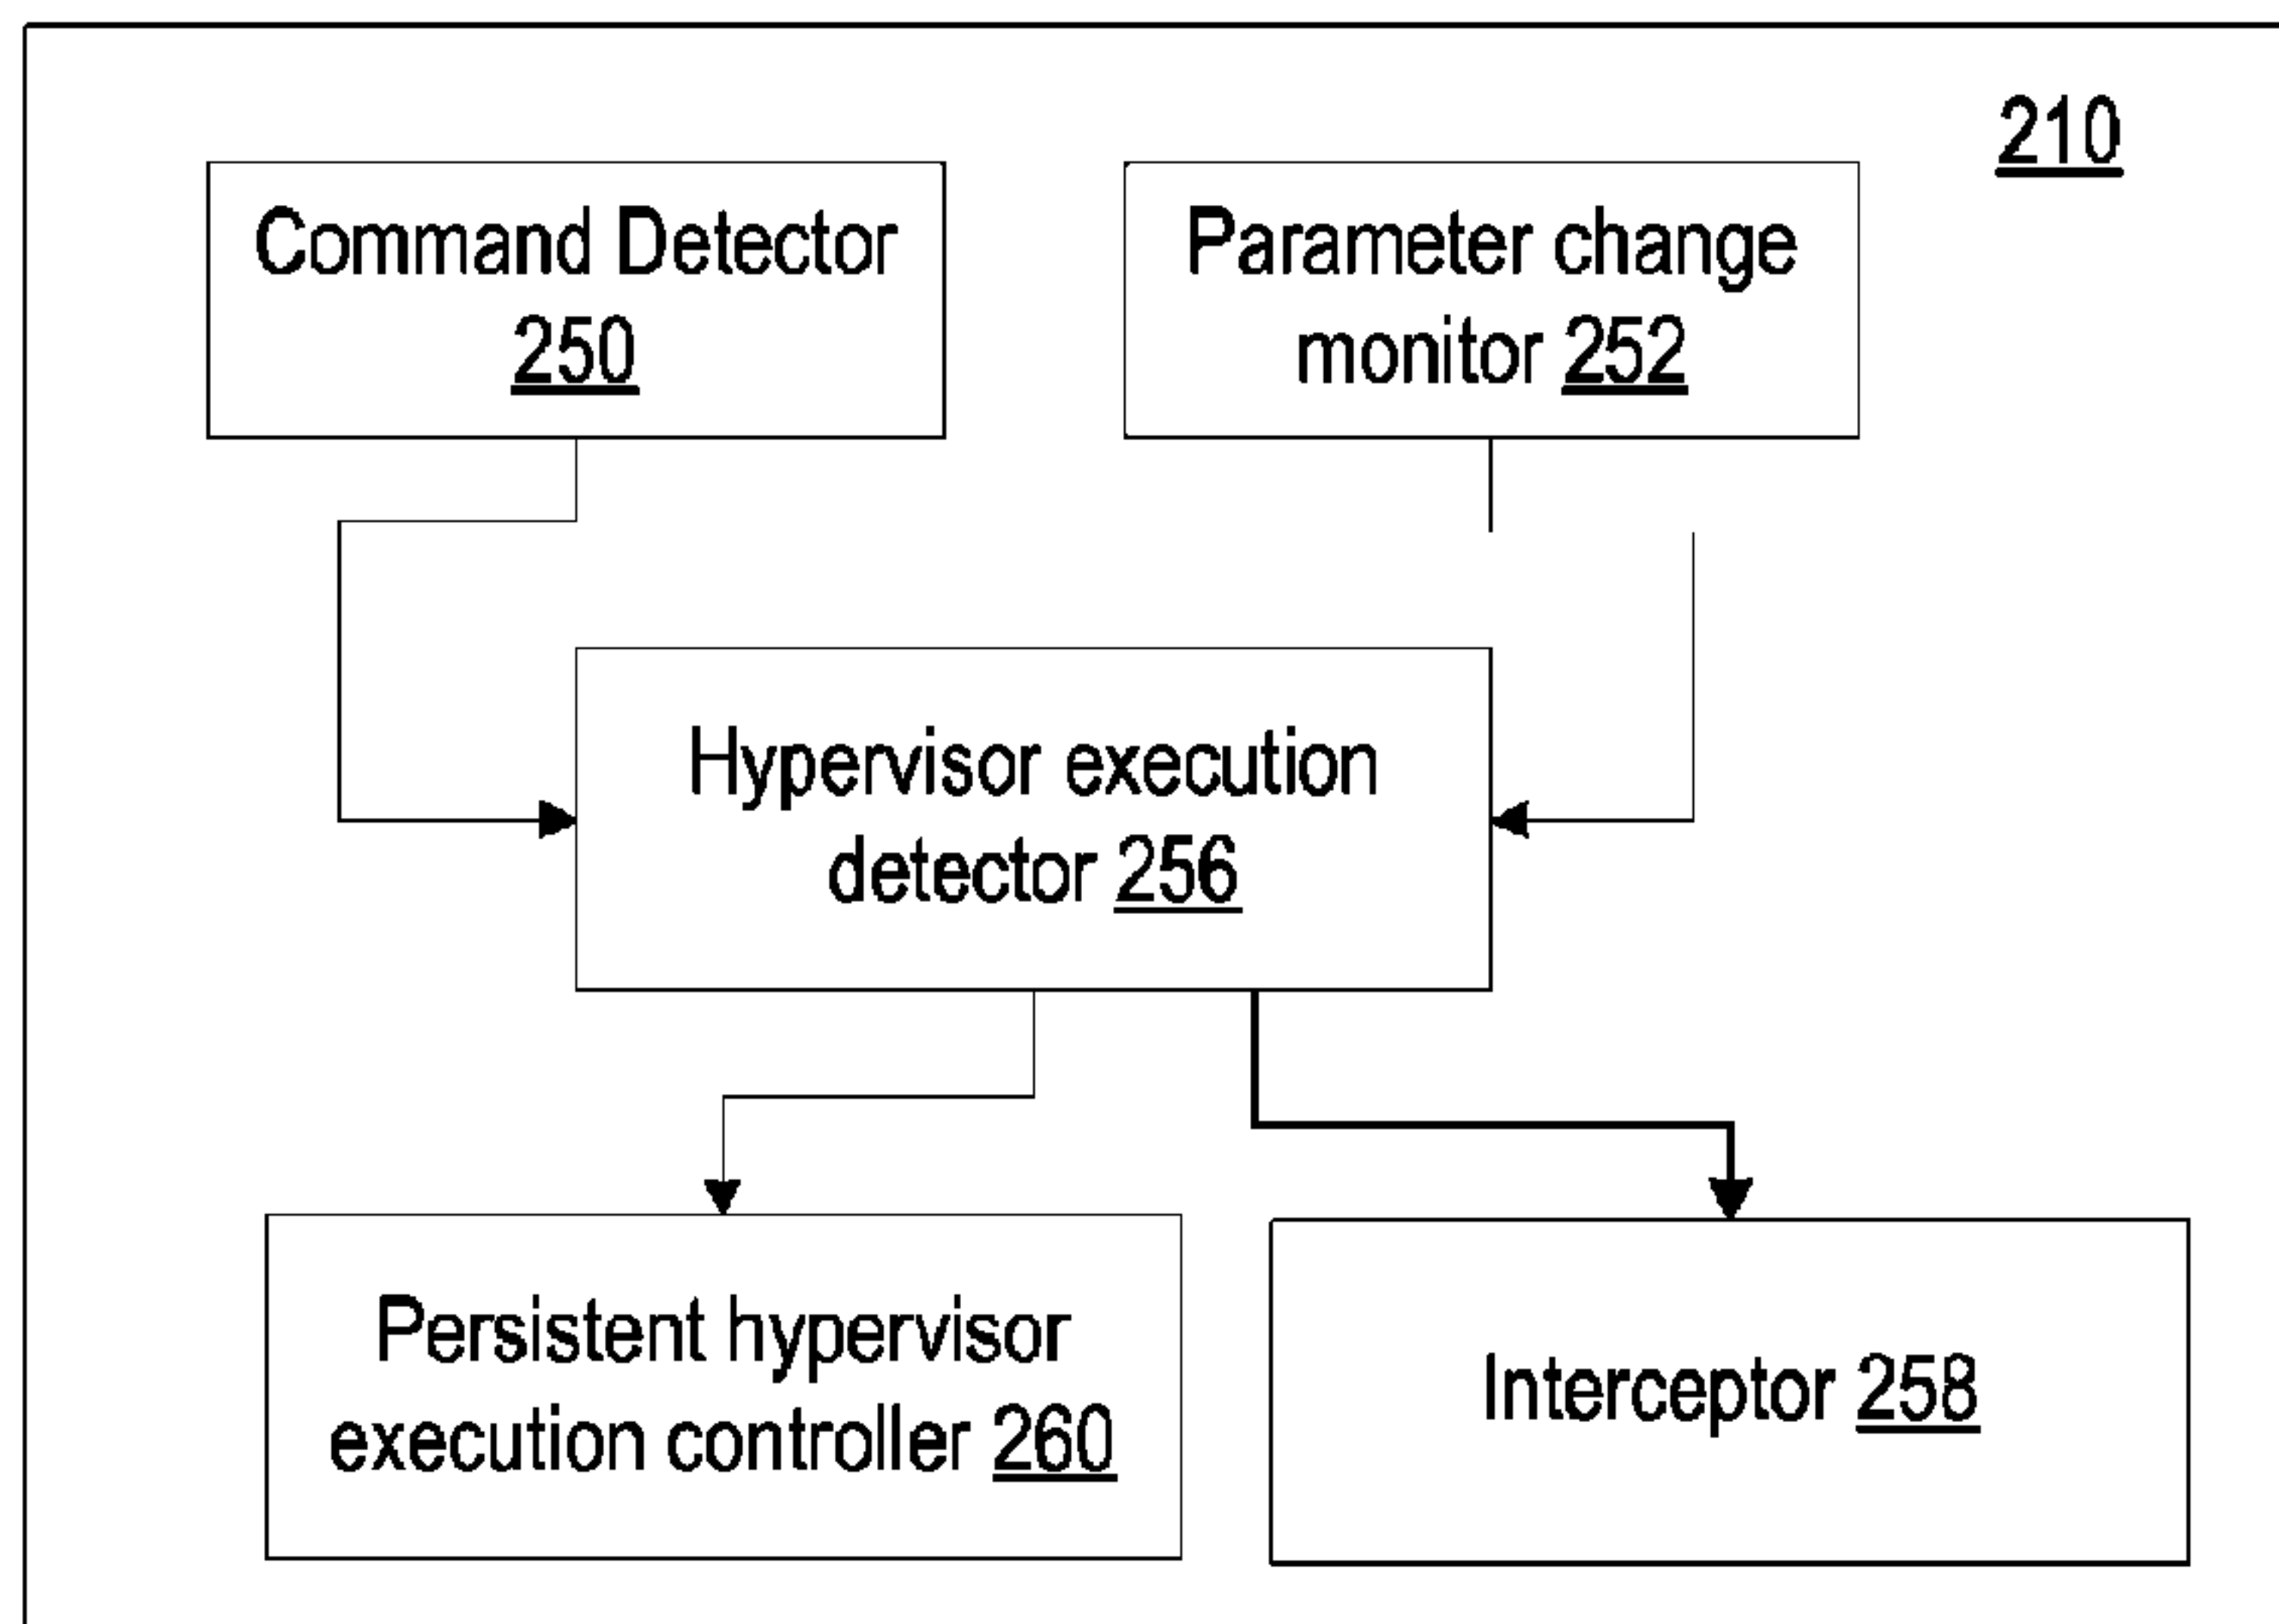 210
Command Detector
250
Parameter change
monitor 252
Hypervisor execution
detector 256
Persistent hypervisor
execution controller 260
Interceptor 258